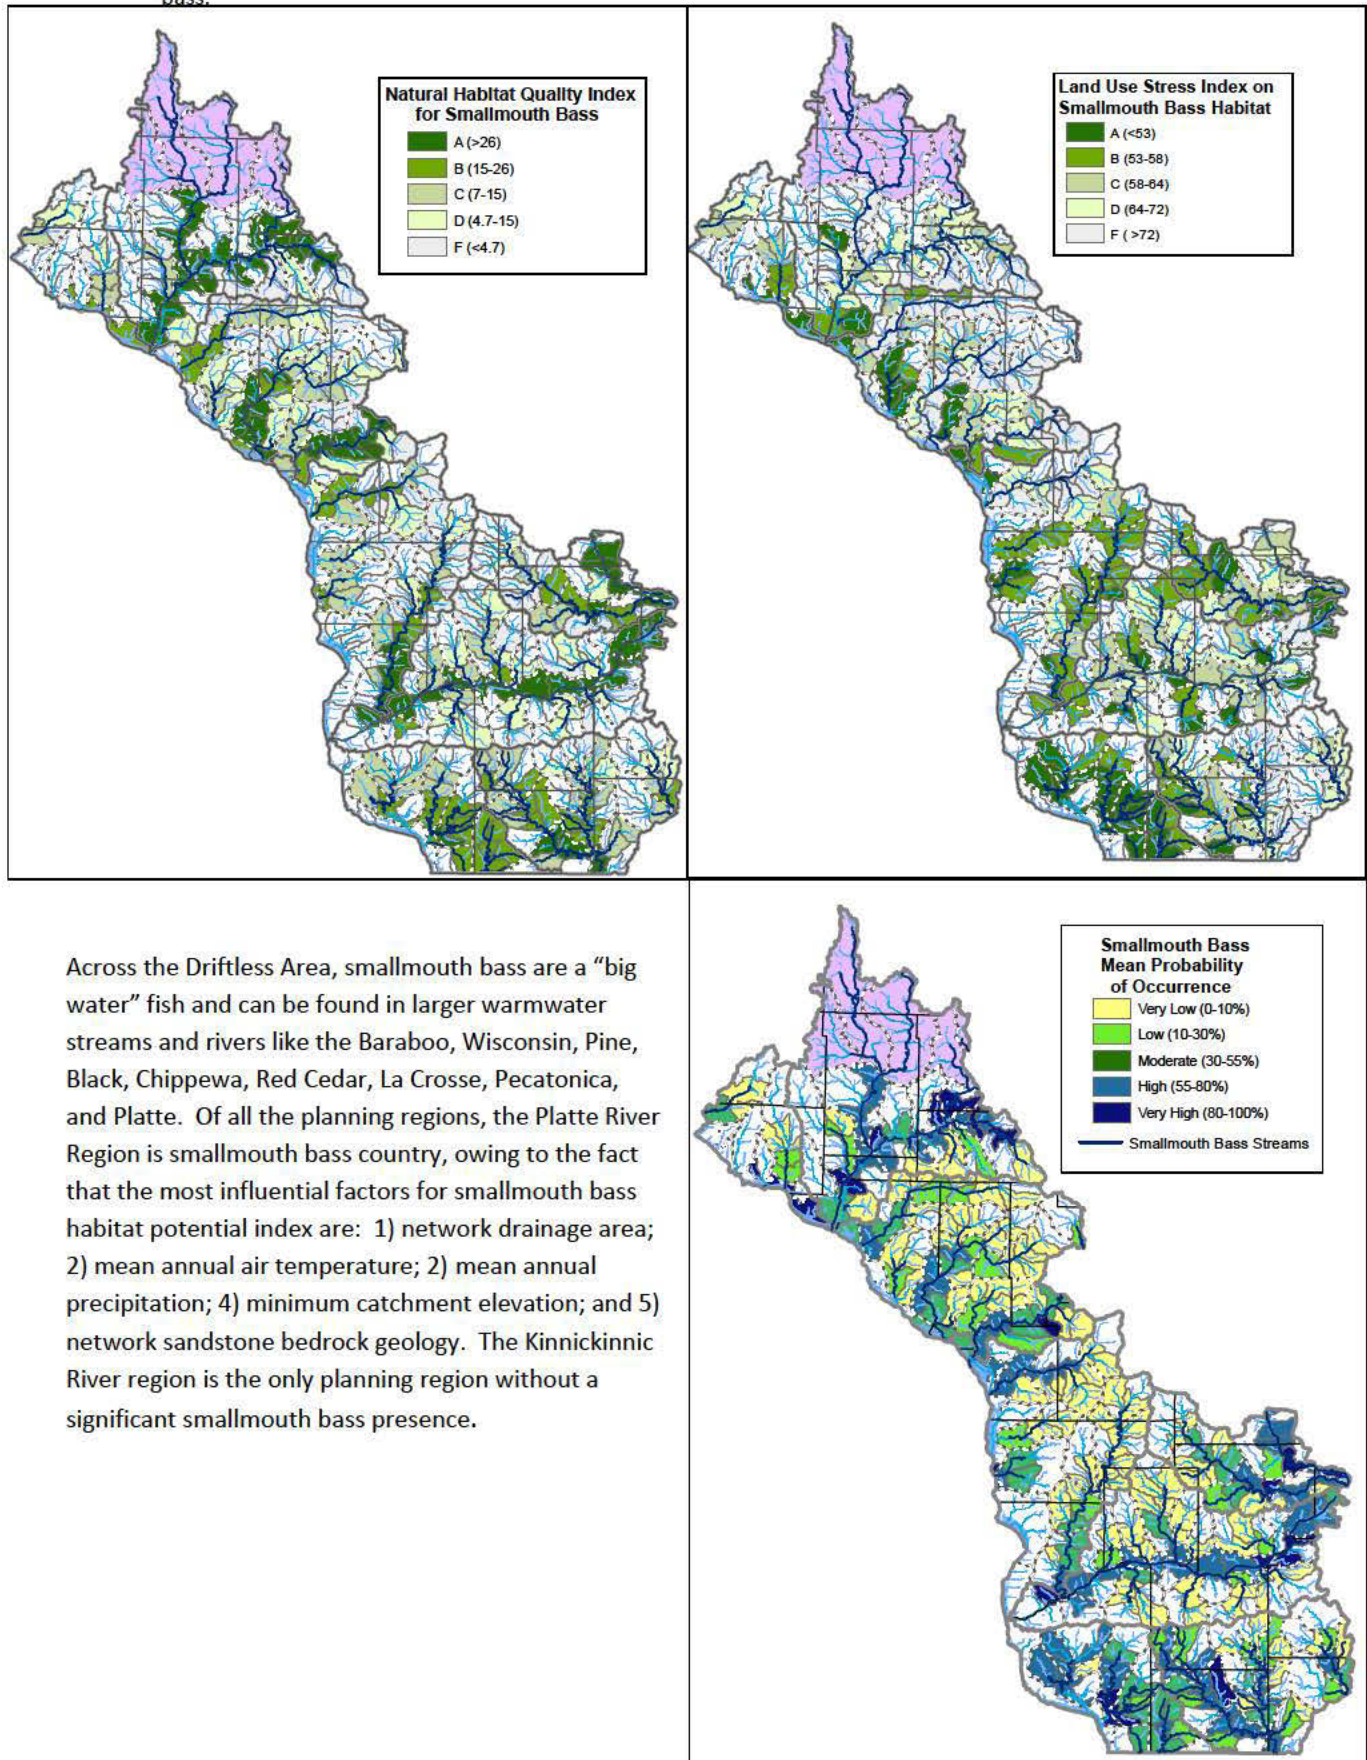 bass.
Natural Habitat Quality Index
for Smallmouth Bass
A (>26)
B (15-26)
C (7-15)
D (4.7-15)
F (<4.7)
Land Use Stress Index on
Smallmouth Bass Habitat
A (<53)
B (53-58)
C (58-64)
D (64-72)
F ( >72)
Across the Driftless Area, smallmouth bass are a “big
water” fish and can be found in larger warmwater
streams and rivers like the Baraboo, Wisconsin, Pine,
Black, Chippewa, Red Cedar, La Crosse, Pecatonica,
and Platte.  Of all the planning regions, the Platte River
Region is smallmouth bass country, owing to the fact
that the most influential factors for smallmouth bass
habitat potential index are:  1) network drainage area;
2) mean annual air temperature; 2) mean annual
precipitation; 4) minimum catchment elevation; and 5)
network sandstone bedrock geology.  The Kinnickinnic
River region is the only planning region without a
significant smallmouth bass presence.
Smallmouth Bass
Mean Probability
of Occurrence
Very Low (0-10%)
Low (10-30%)
Moderate (30-55%)
High (55-80%)
Very High (80-100%)
Smallmouth Bass Streams